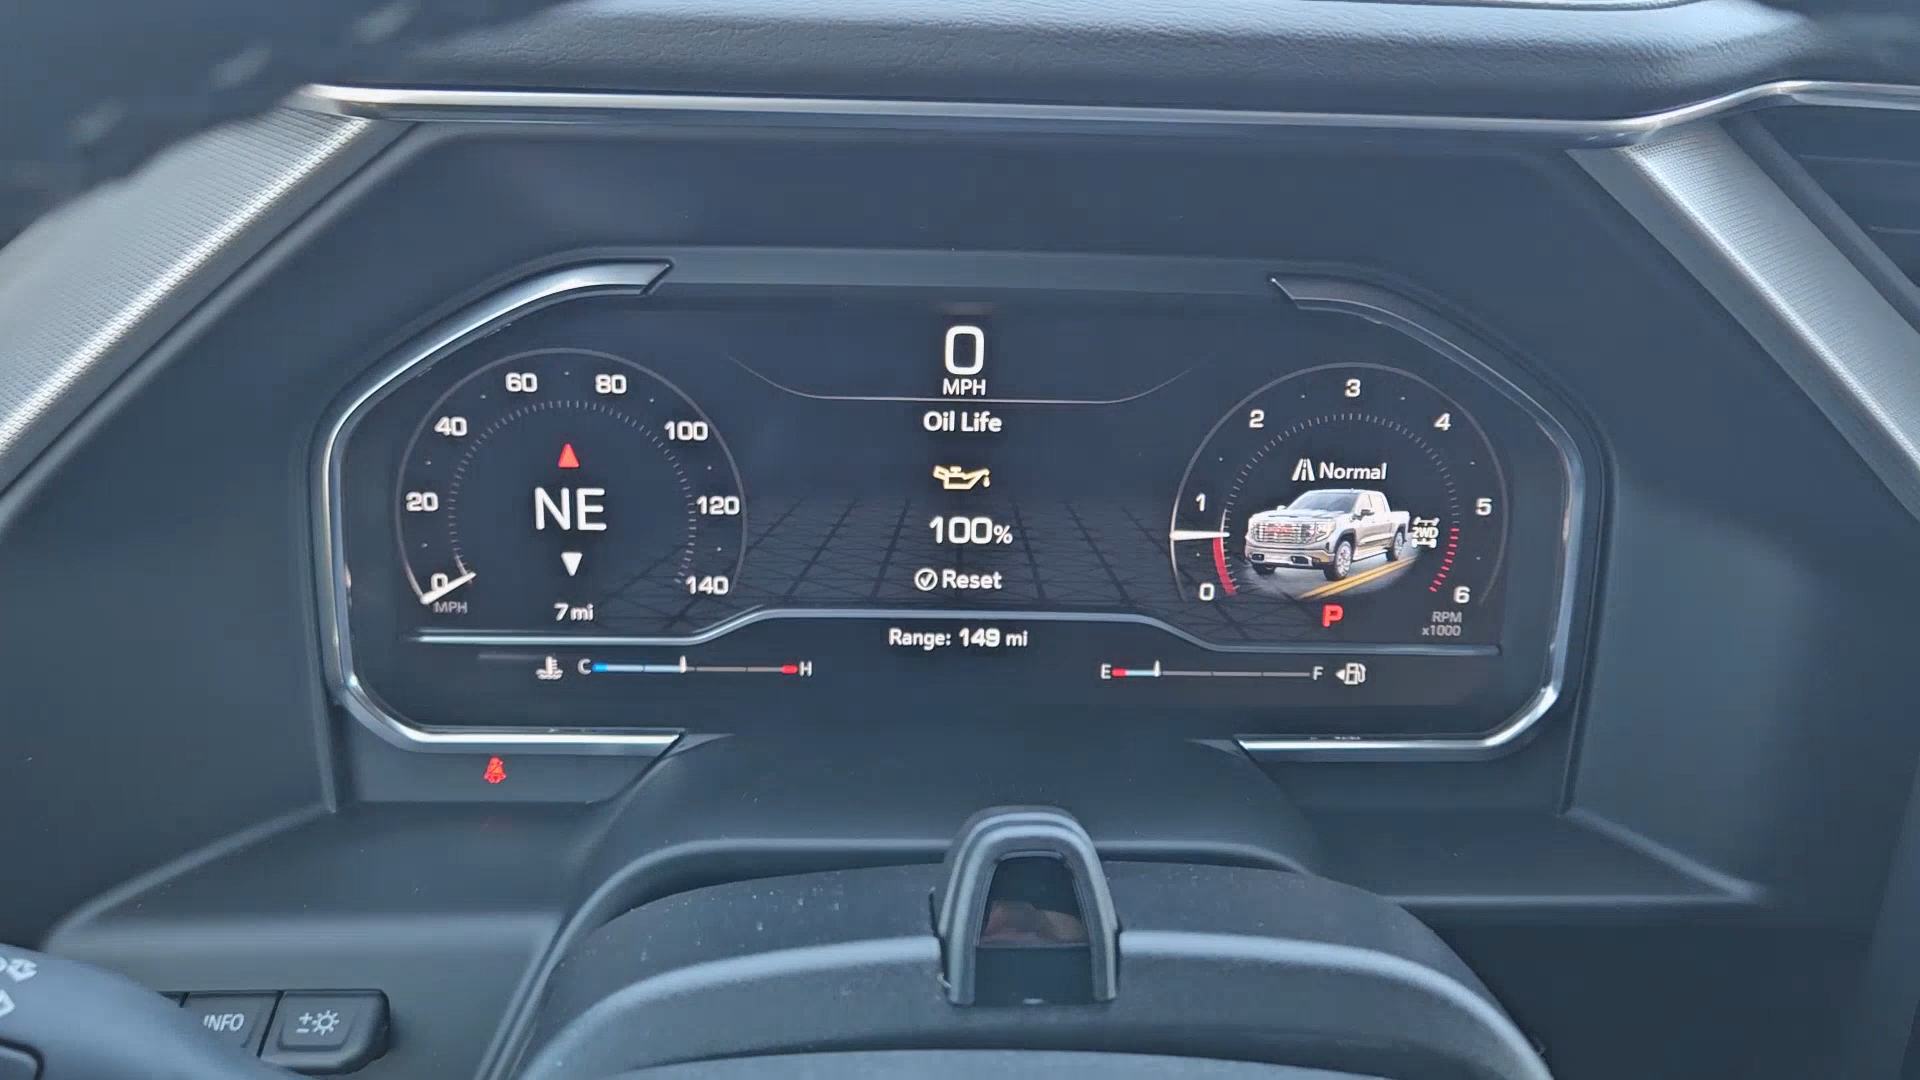 0
MPH
Oil Life
100%
Reset
Range: 149 mi
0
20
40
60
80
100
120
140
MPH
NE
7 mi
C
H
0
1
2
3
4
5
6
RPM
x1000
Normal
2WD
P
E
F
INFO
±